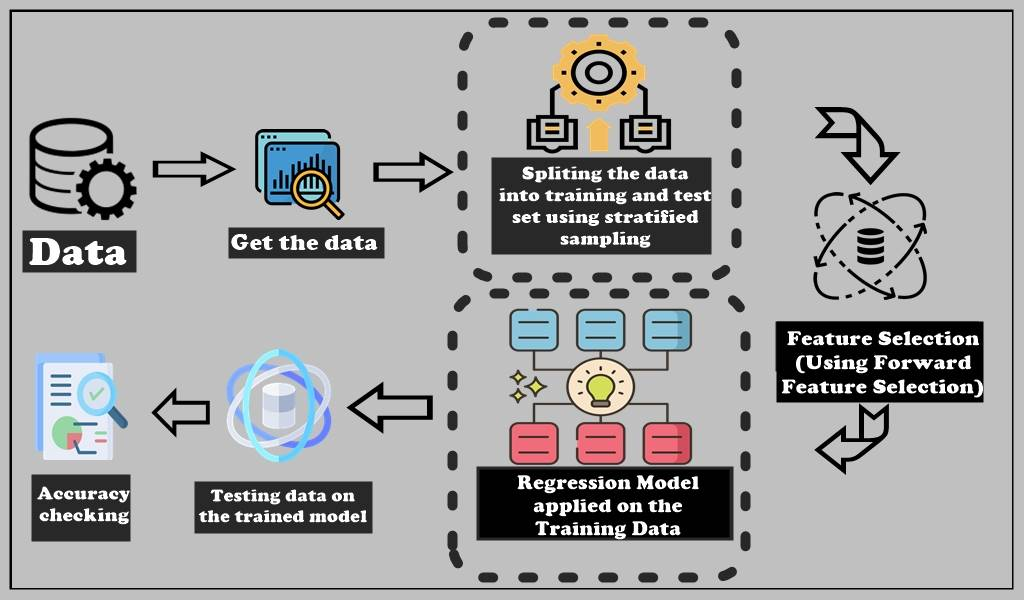 Data
Get the data
Spliting the data
into training and test
set using stratified
sampling
Feature Selection
(Using Forward
Feature Selection)
Regression Model
applied on the
Training Data
Testing data on
the trained model
Accuracy
checking